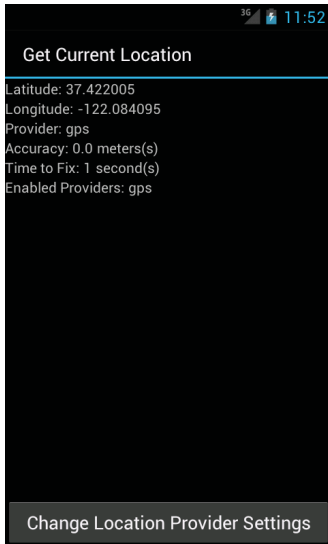 3G 11:52
Get Current Location
Latitude: 37.422005
Longitude: -122.084095
Provider: gps
Accuracy: 0.0 meters(s)
Time to Fix: 1 second(s)
Enabled Providers: gps
Change Location Provider Settings